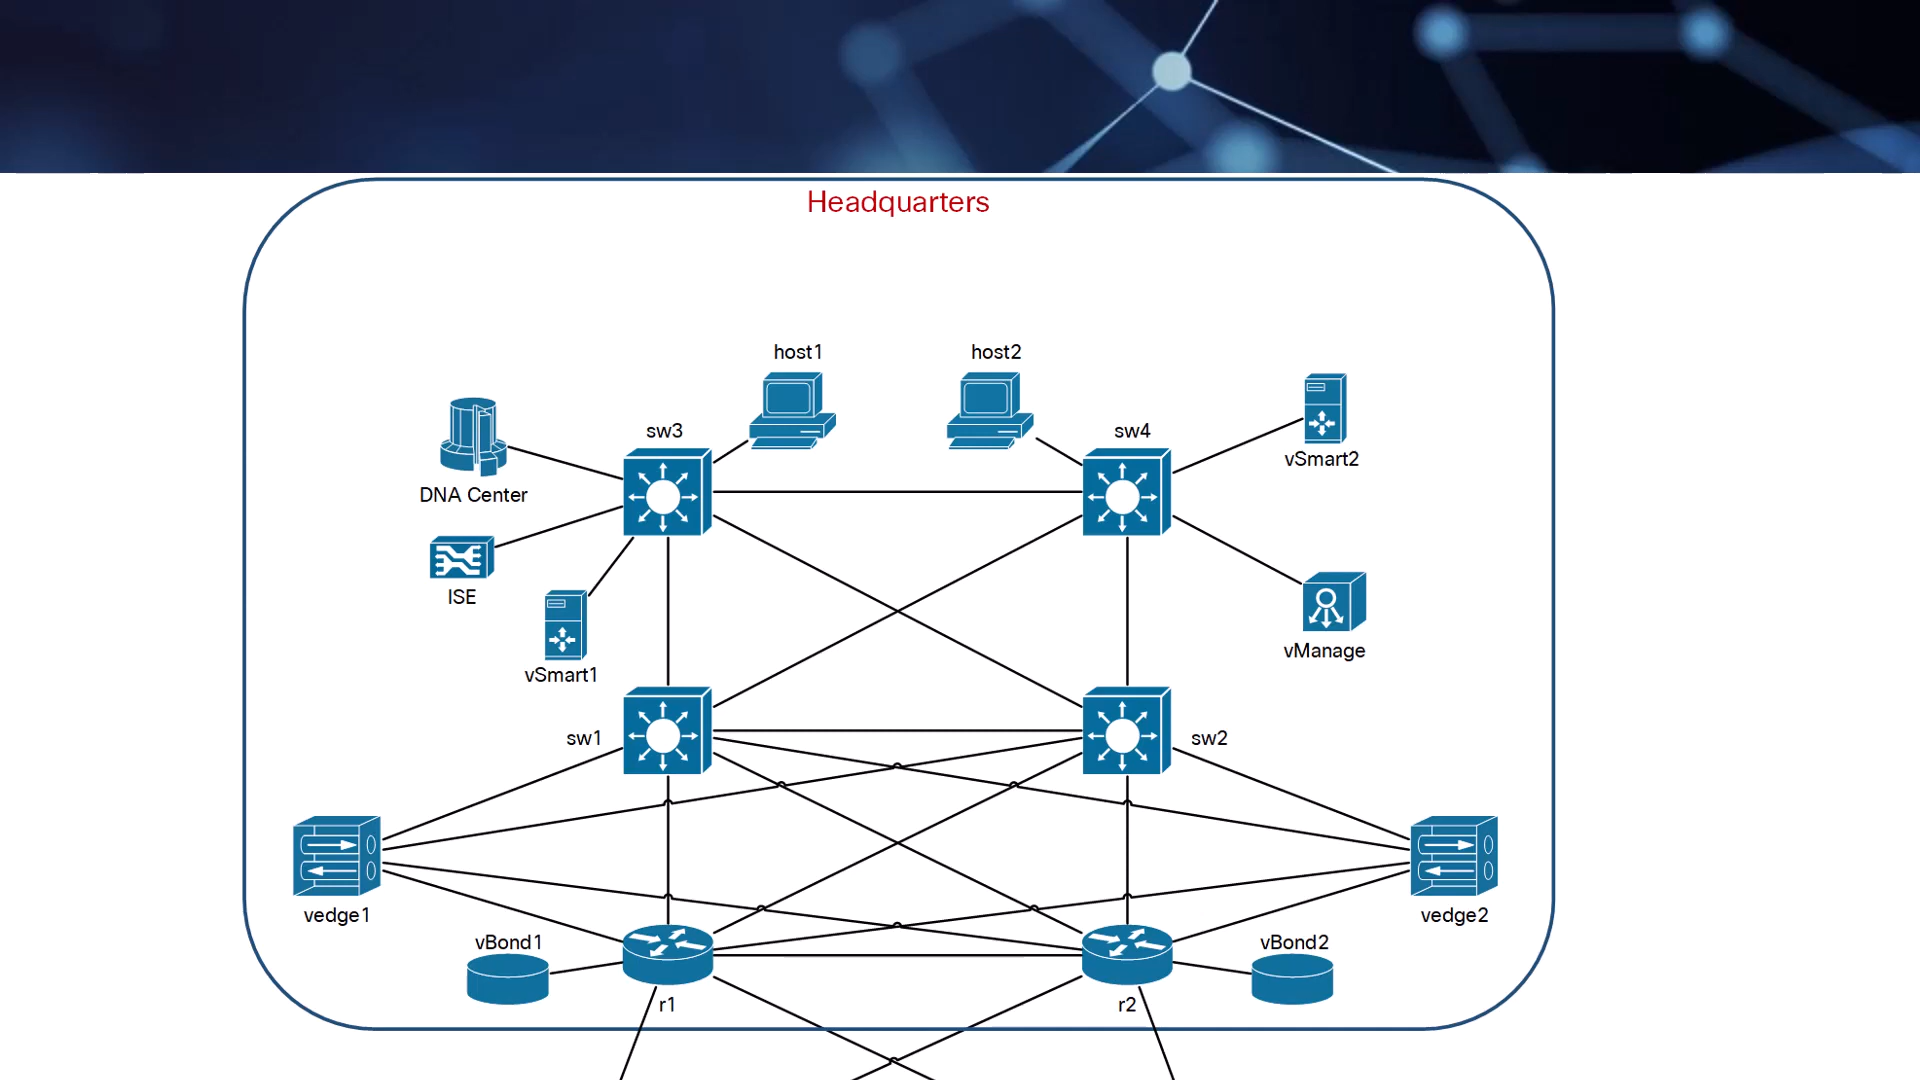 Headquarters
host1
host2
sw3
sw4
vSmart2
DNA Center
ISE
vManage
vSmart1
sw1
sw2
vedge1
vedge2
vBond1
vBond2
r1
r2